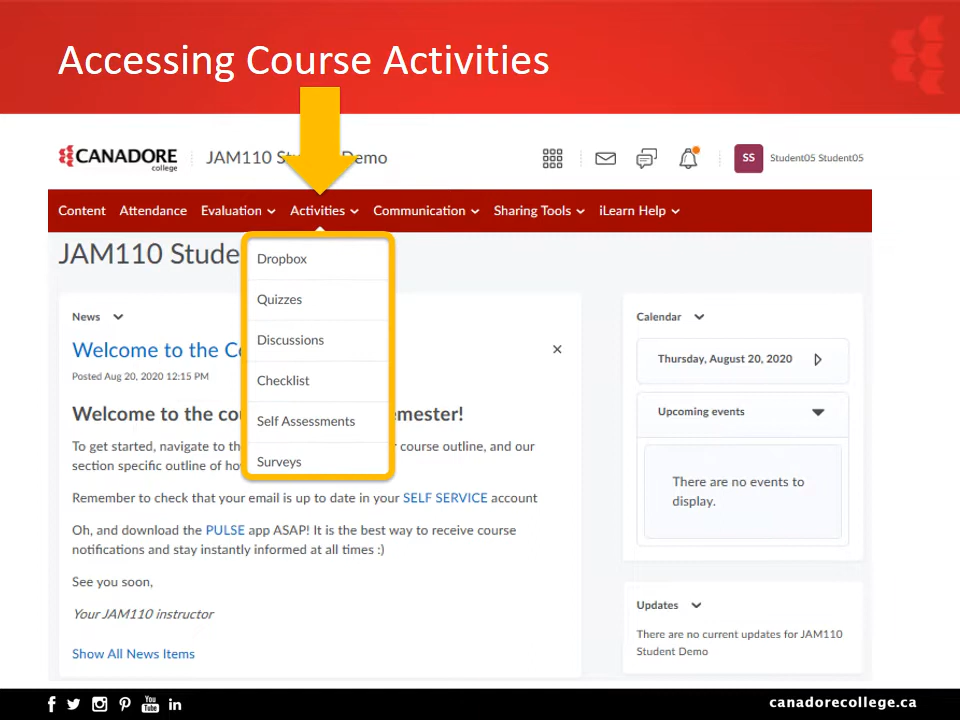 Accessing Course Activities
CANADORE
college
JAM110 St Demo
SS
Student05 Student05
Content Attendance Evaluation Activities Communication Sharing Tools iLearn Help
JAM110 Stude
Dropbox
Quizzes
Discussions
Checklist
Self Assessments
Surveys
News
Welcome to the Co
Posted Aug 20, 2020 12:15 PM
Welcome to the cou emester!
To get started, navigate to th course outline, and our
section specific outline of ho
Remember to check that your email is up to date in your SELF SERVICE account
Oh, and download the PULSE app ASAP! It is the best way to receive course
notifications and stay instantly informed at all times :)
See you soon,
Your JAM110 instructor
Show All News Items
Calendar
Thursday, August 20, 2020
Upcoming events
There are no events to
display.
Updates
There are no current updates for JAM110
Student Demo
You
Tube
canadorecollege.ca